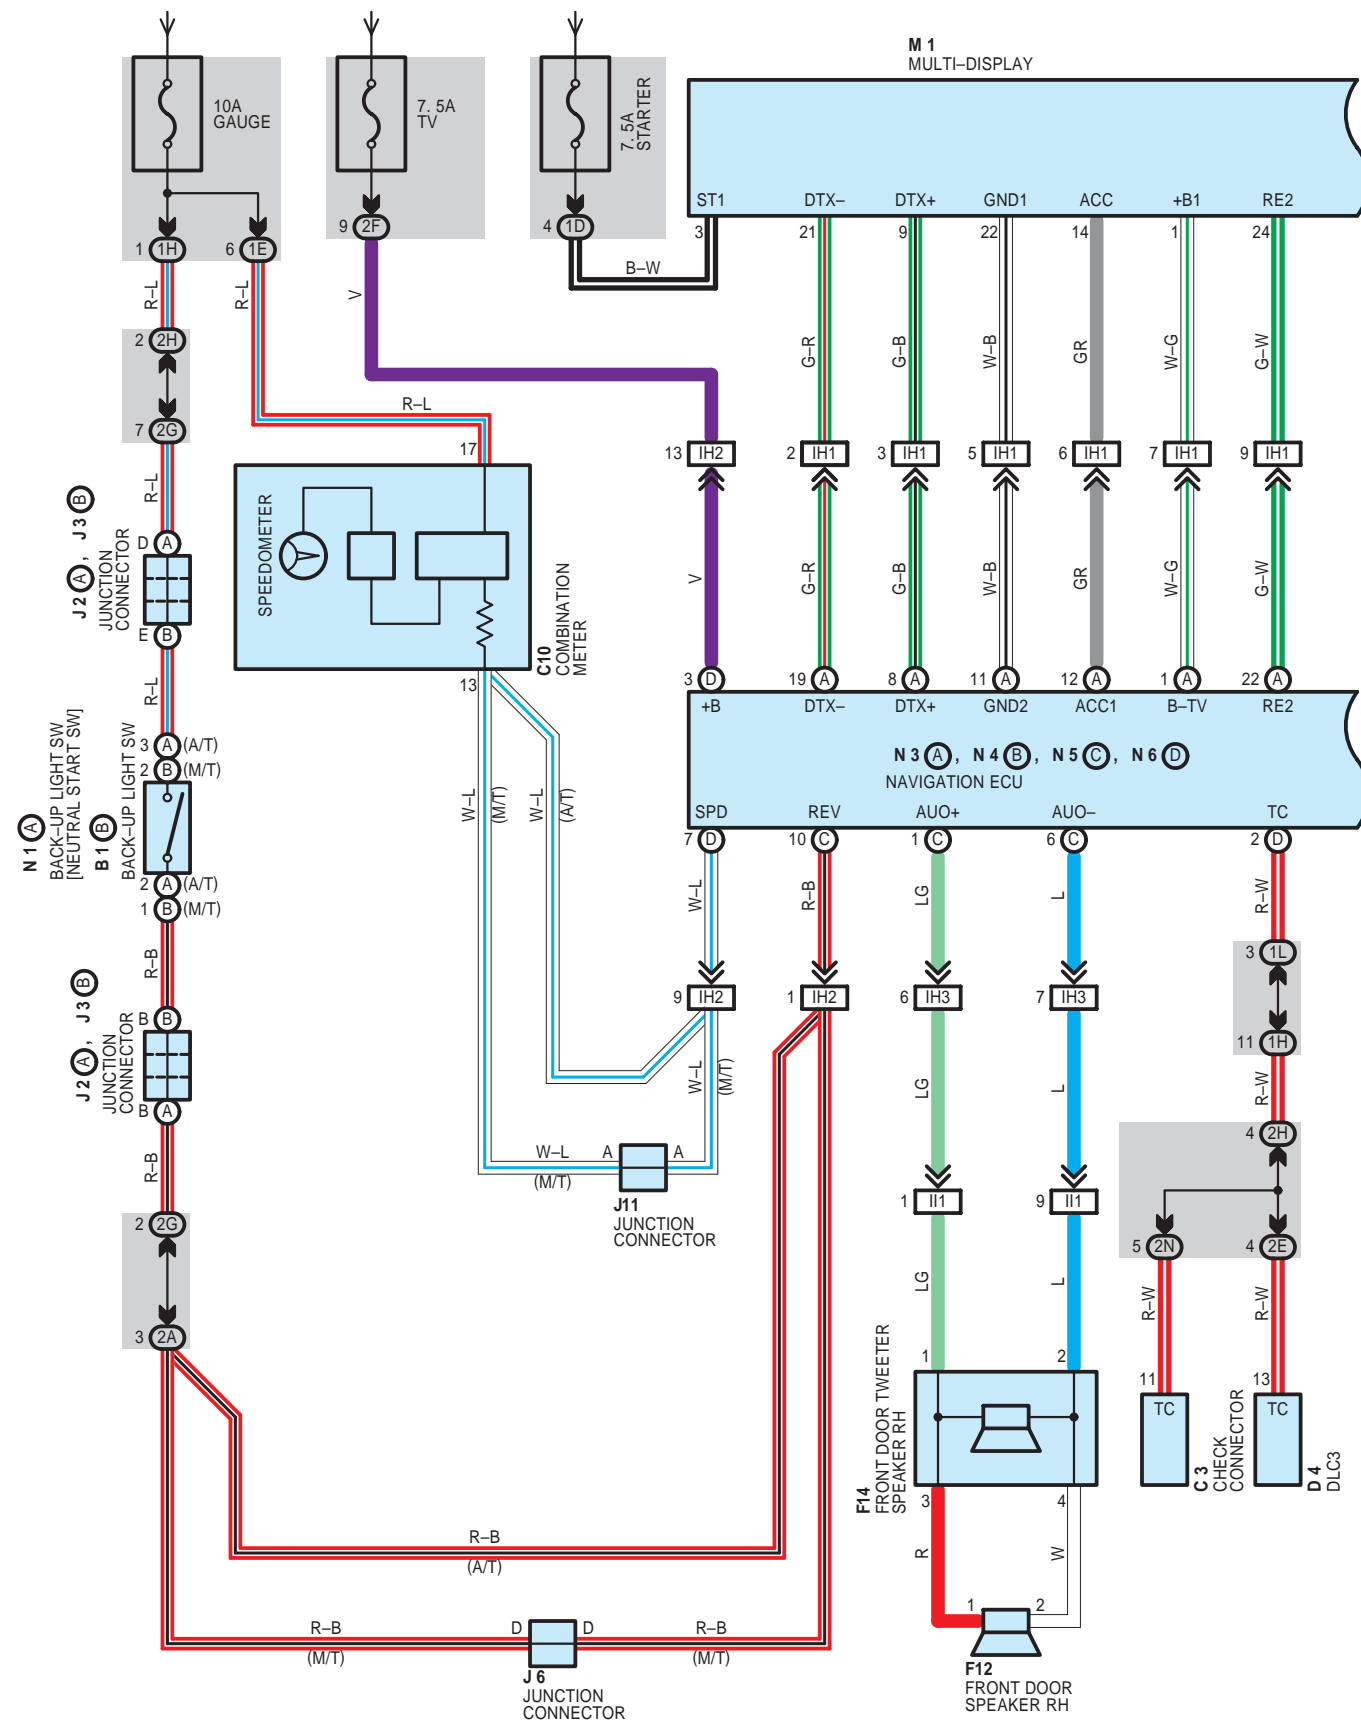 M 1
MULTI–DISPLAY
10A
GAUGE
7. 5A
TV
7. 5A
STARTER
ST1
DTX–
DTX+
GND1
ACC
+B1
RE2
1 1H
6 1E
9 2F
4 1D
3
21
9
22
14
1
24
B–W
R–L
R–L
V
G–R
G–B
W–B
GR
W–G
G–W
2 2H
7 2G
R–L
17
13 IH2
2 IH1
3 IH1
5 IH1
6 IH1
7 IH1
9 IH1
R–L
J 2 A , J 3 B
JUNCTION
CONNECTOR
D A
E B
SPEEDOMETER
C10
COMBINATION
METER
13
V
G–R
G–B
W–B
GR
W–G
G–W
3 D
19 A
8 A
11 A
12 A
1 A
22 A
+B
DTX–
DTX+
GND2
ACC1
B–TV
RE2
N 3 A , N 4 B , N 5 C , N 6 D
NAVIGATION ECU
SPD
REV
AUO+
AUO–
TC
7 D
10 C
1 C
6 C
2 D
R–L
3 A (A/T)
2 B (M/T)
N 1 A
BACK–UP LIGHT SW
[NEUTRAL START SW]
B 1 B
BACK–UP LIGHT SW
2 A (A/T)
1 B (M/T)
W–L
(M/T)
W–L
(A/T)
W–L
R–B
LG
L
R–W
R–B
3 1L
9 IH2
1 IH2
6 IH3
7 IH3
11 1H
J 2 A , J 3 B
JUNCTION
CONNECTOR
B B
B A
W–L
(M/T)
LG
L
R–W
4 2H
R–B
W–L
(M/T)
A
A
J11
JUNCTION
CONNECTOR
1 II1
9 II1
5 2N
4 2E
2 2G
3 2A
LG
L
R–W
R–W
1
2
11
13
TC
TC
F14
FRONT DOOR TWEETER
SPEAKER RH
C 3
CHECK
CONNECTOR
D 4
DLC3
3
4
R
W
R–B
(A/T)
R–B
(M/T)
D
D
R–B
(M/T)
J 6
JUNCTION
CONNECTOR
1
2
F12
FRONT DOOR
SPEAKER RH